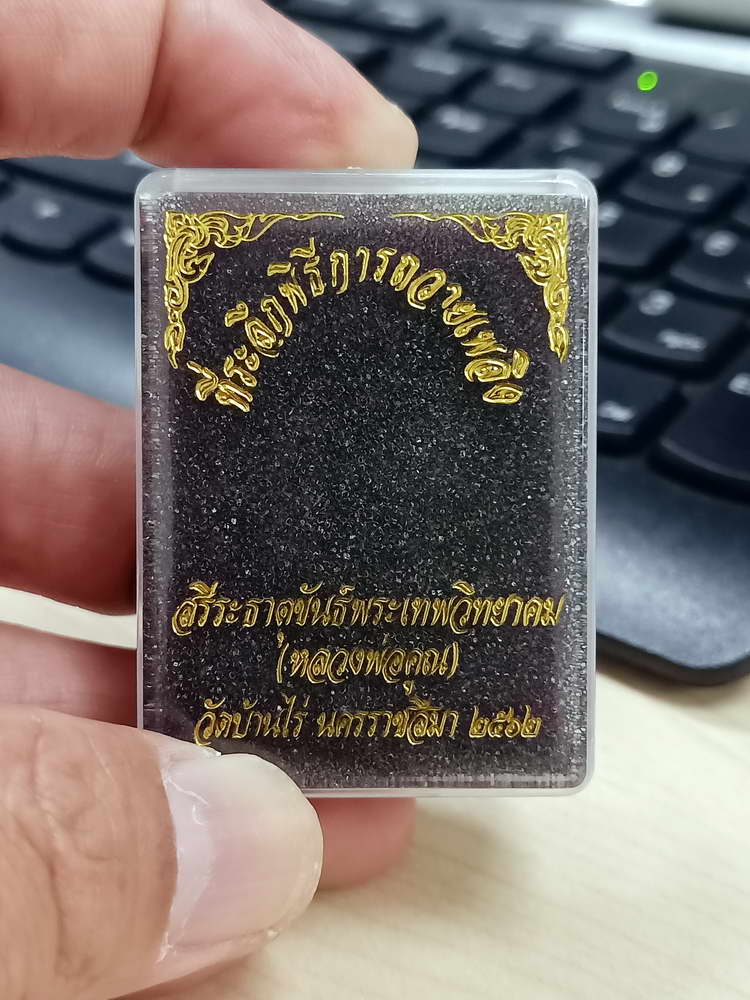 ที่ระลึกพิธีการถวายเพลิง
สรีระธาตุขันธ์พระเทพวิทยาคม
(หลวงพ่อคูณ)
วัดบ้านไร่ นครราชสีมา ๒๕๖๒